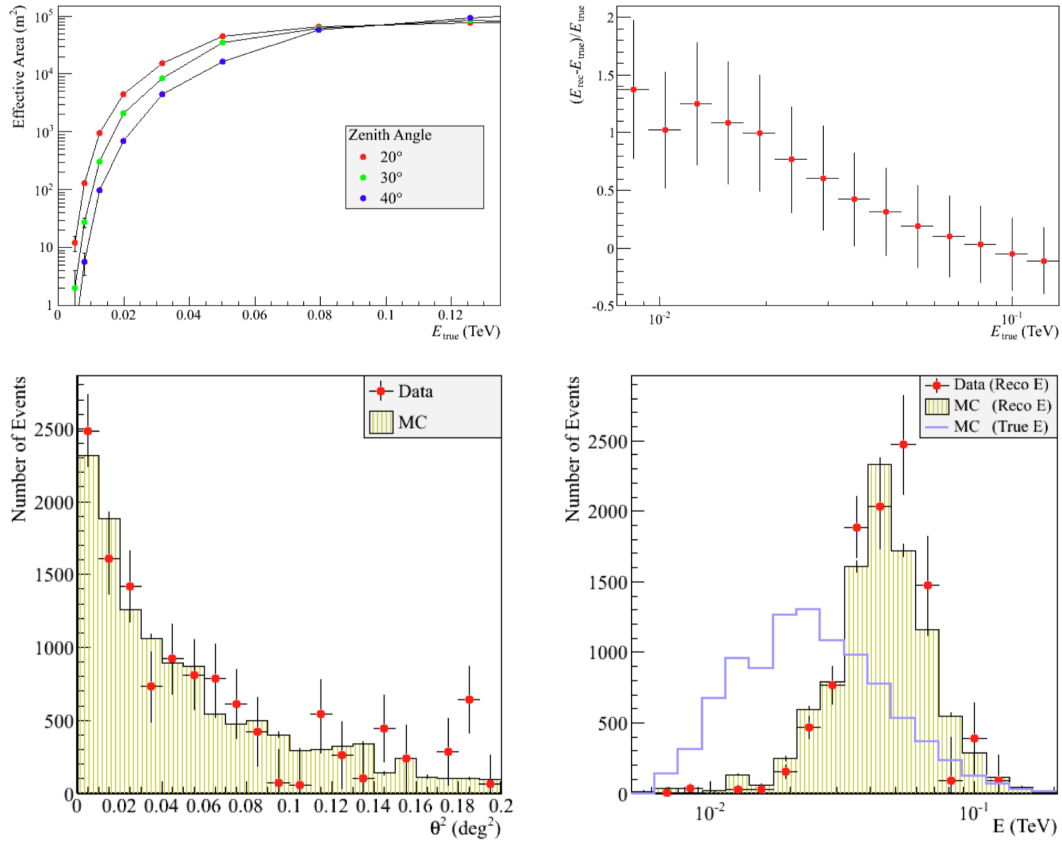 Effective Area (m²)
10⁵
10⁴
10³
10²
10
1
Zenith Angle
20°
30°
40°
0 0.02 0.04 0.06 0.08 0.1 0.12
E_true (TeV)
(E_rec-E_true)/E_true
2
1.5
1
0.5
0
-0.5
10⁻² 10⁻¹
E_true (TeV)
Number of Events
2500
2000
1500
1000
500
0
Data
MC
0 0.02 0.04 0.06 0.08 0.1 0.12 0.14 0.16 0.18 0.2
θ² (deg²)
Number of Events
2500
2000
1500
1000
500
0
Data (Reco E)
MC (Reco E)
MC (True E)
10⁻² 10⁻¹
E (TeV)